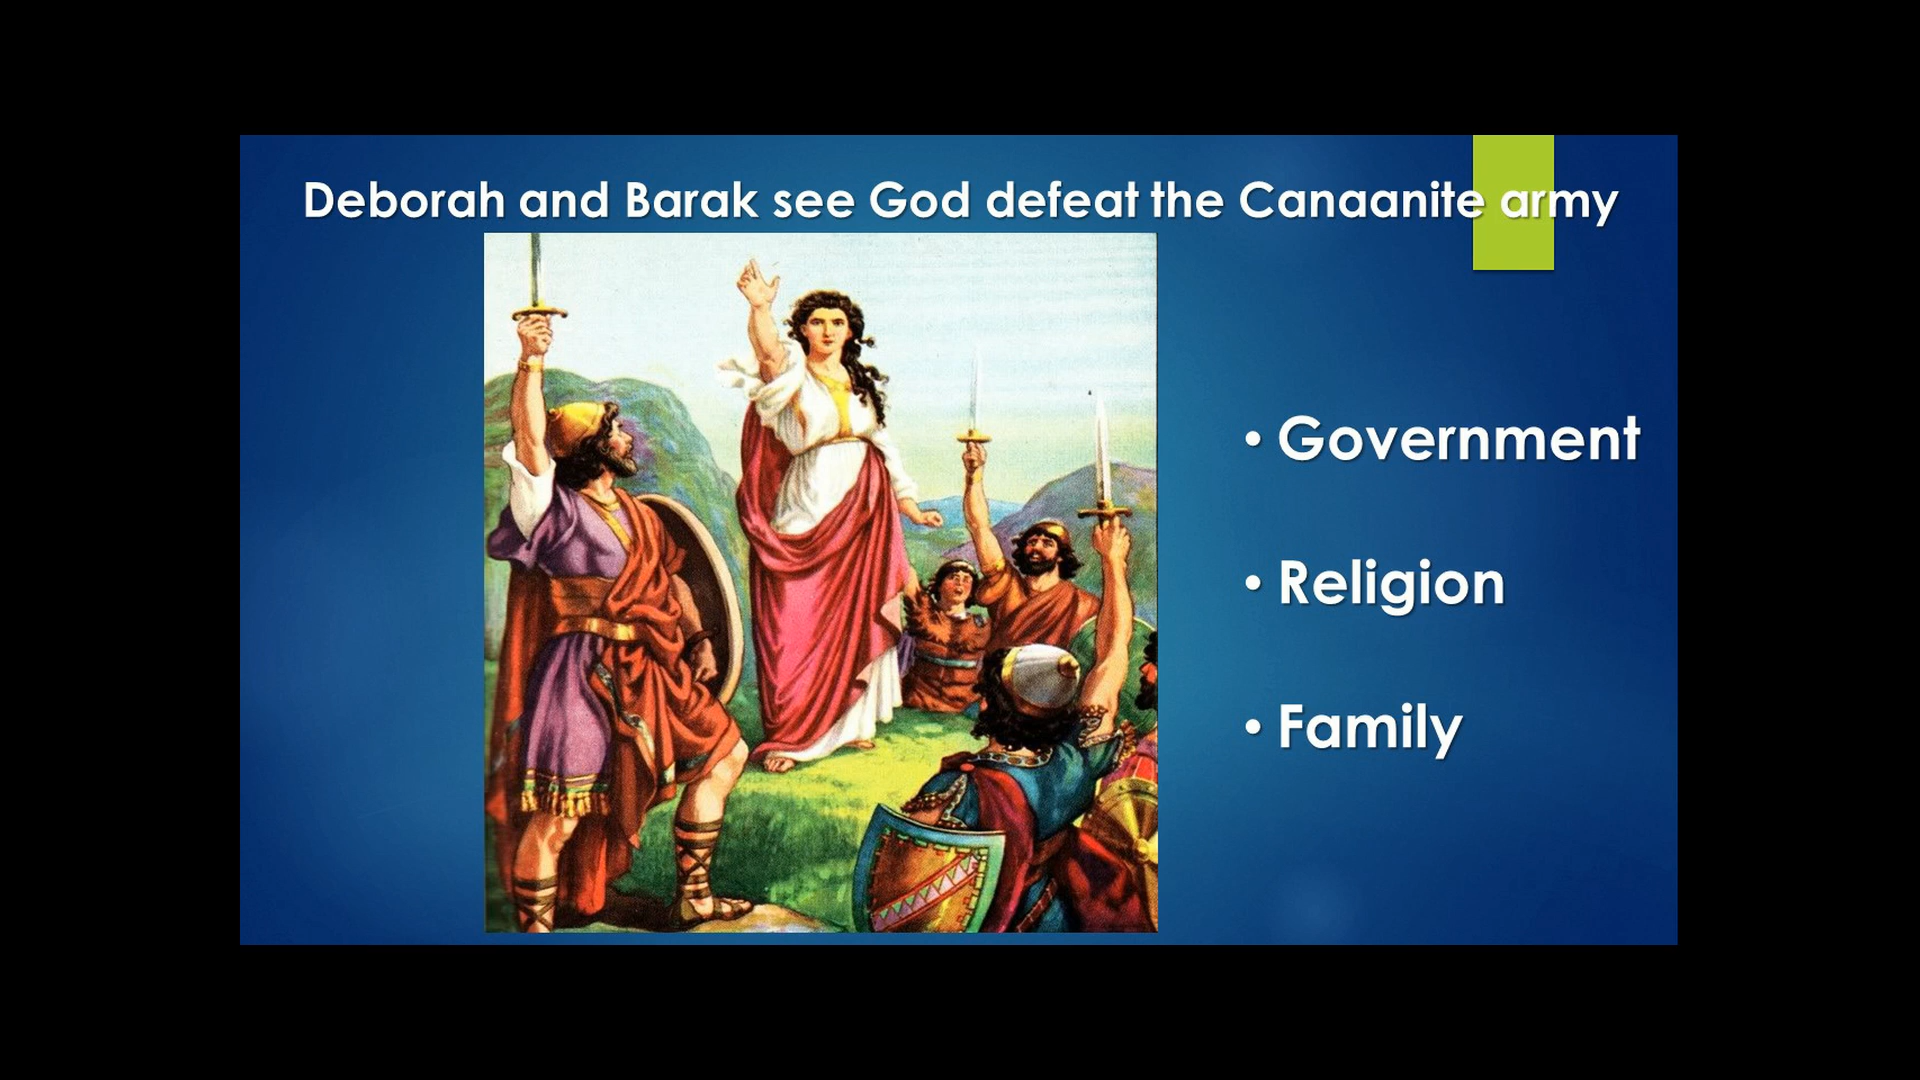 Deborah and Barak see God defeat the Canaanite army
• Government
• Religion
• Family